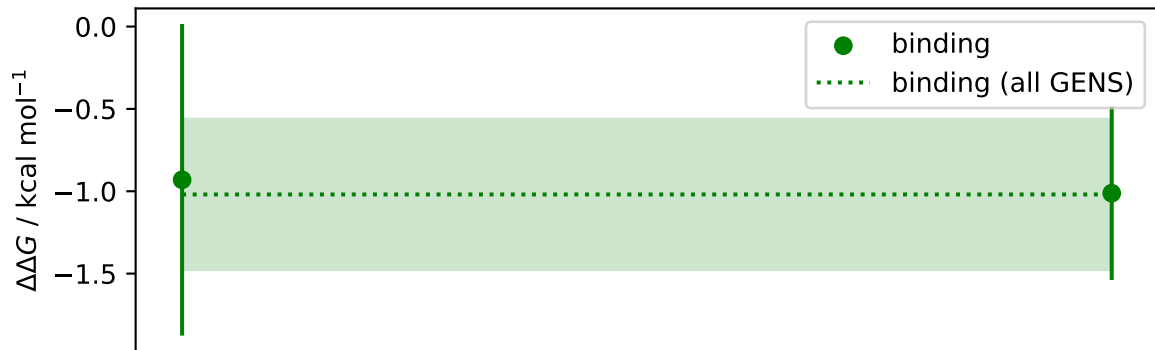 0.0
−0.5
−1.0
−1.5
ΔΔG / kcal mol⁻¹
binding
binding (all GENS)